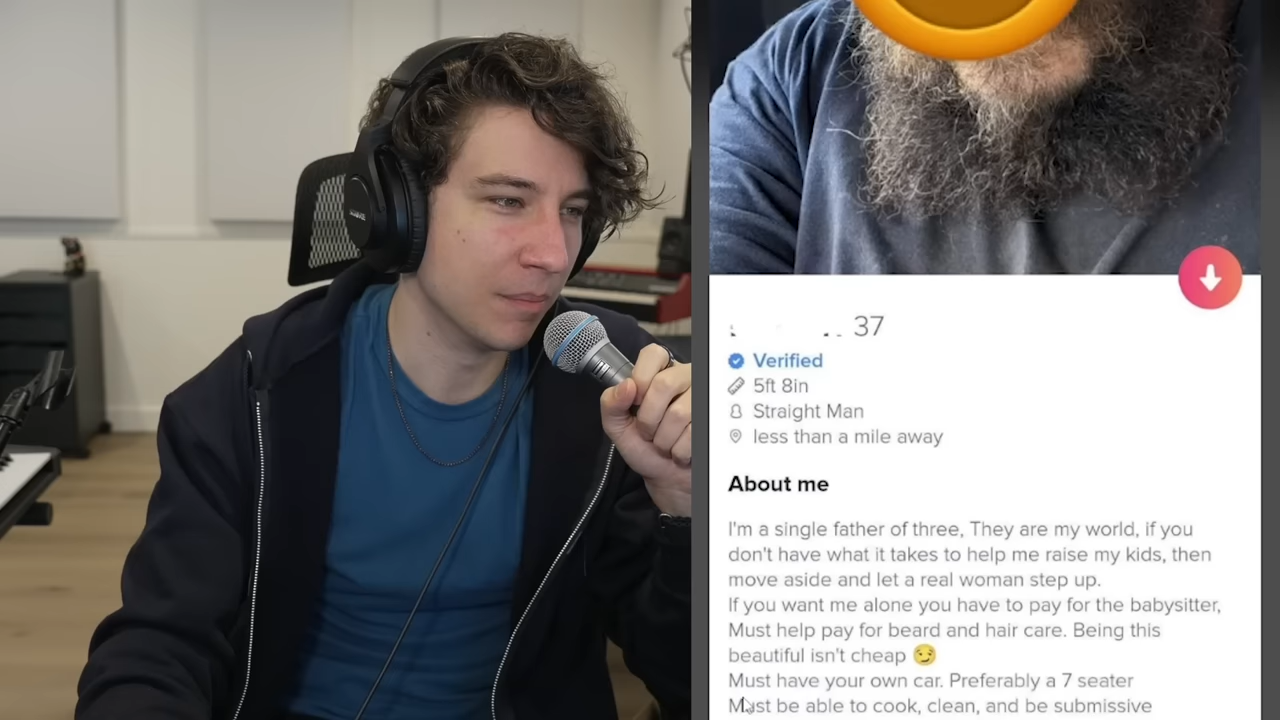 37
Verified
5ft 8in
Straight Man
less than a mile away
About me
I'm a single father of three, They are my world, if you
don't have what it takes to help me raise my kids, then
move aside and let a real woman step up.
If you want me alone you have to pay for the babysitter,
Must help pay for beard and hair care. Being this
beautiful isn't cheap 😏
Must have your own car. Preferably a 7 seater
Must be able to cook, clean, and be submissive